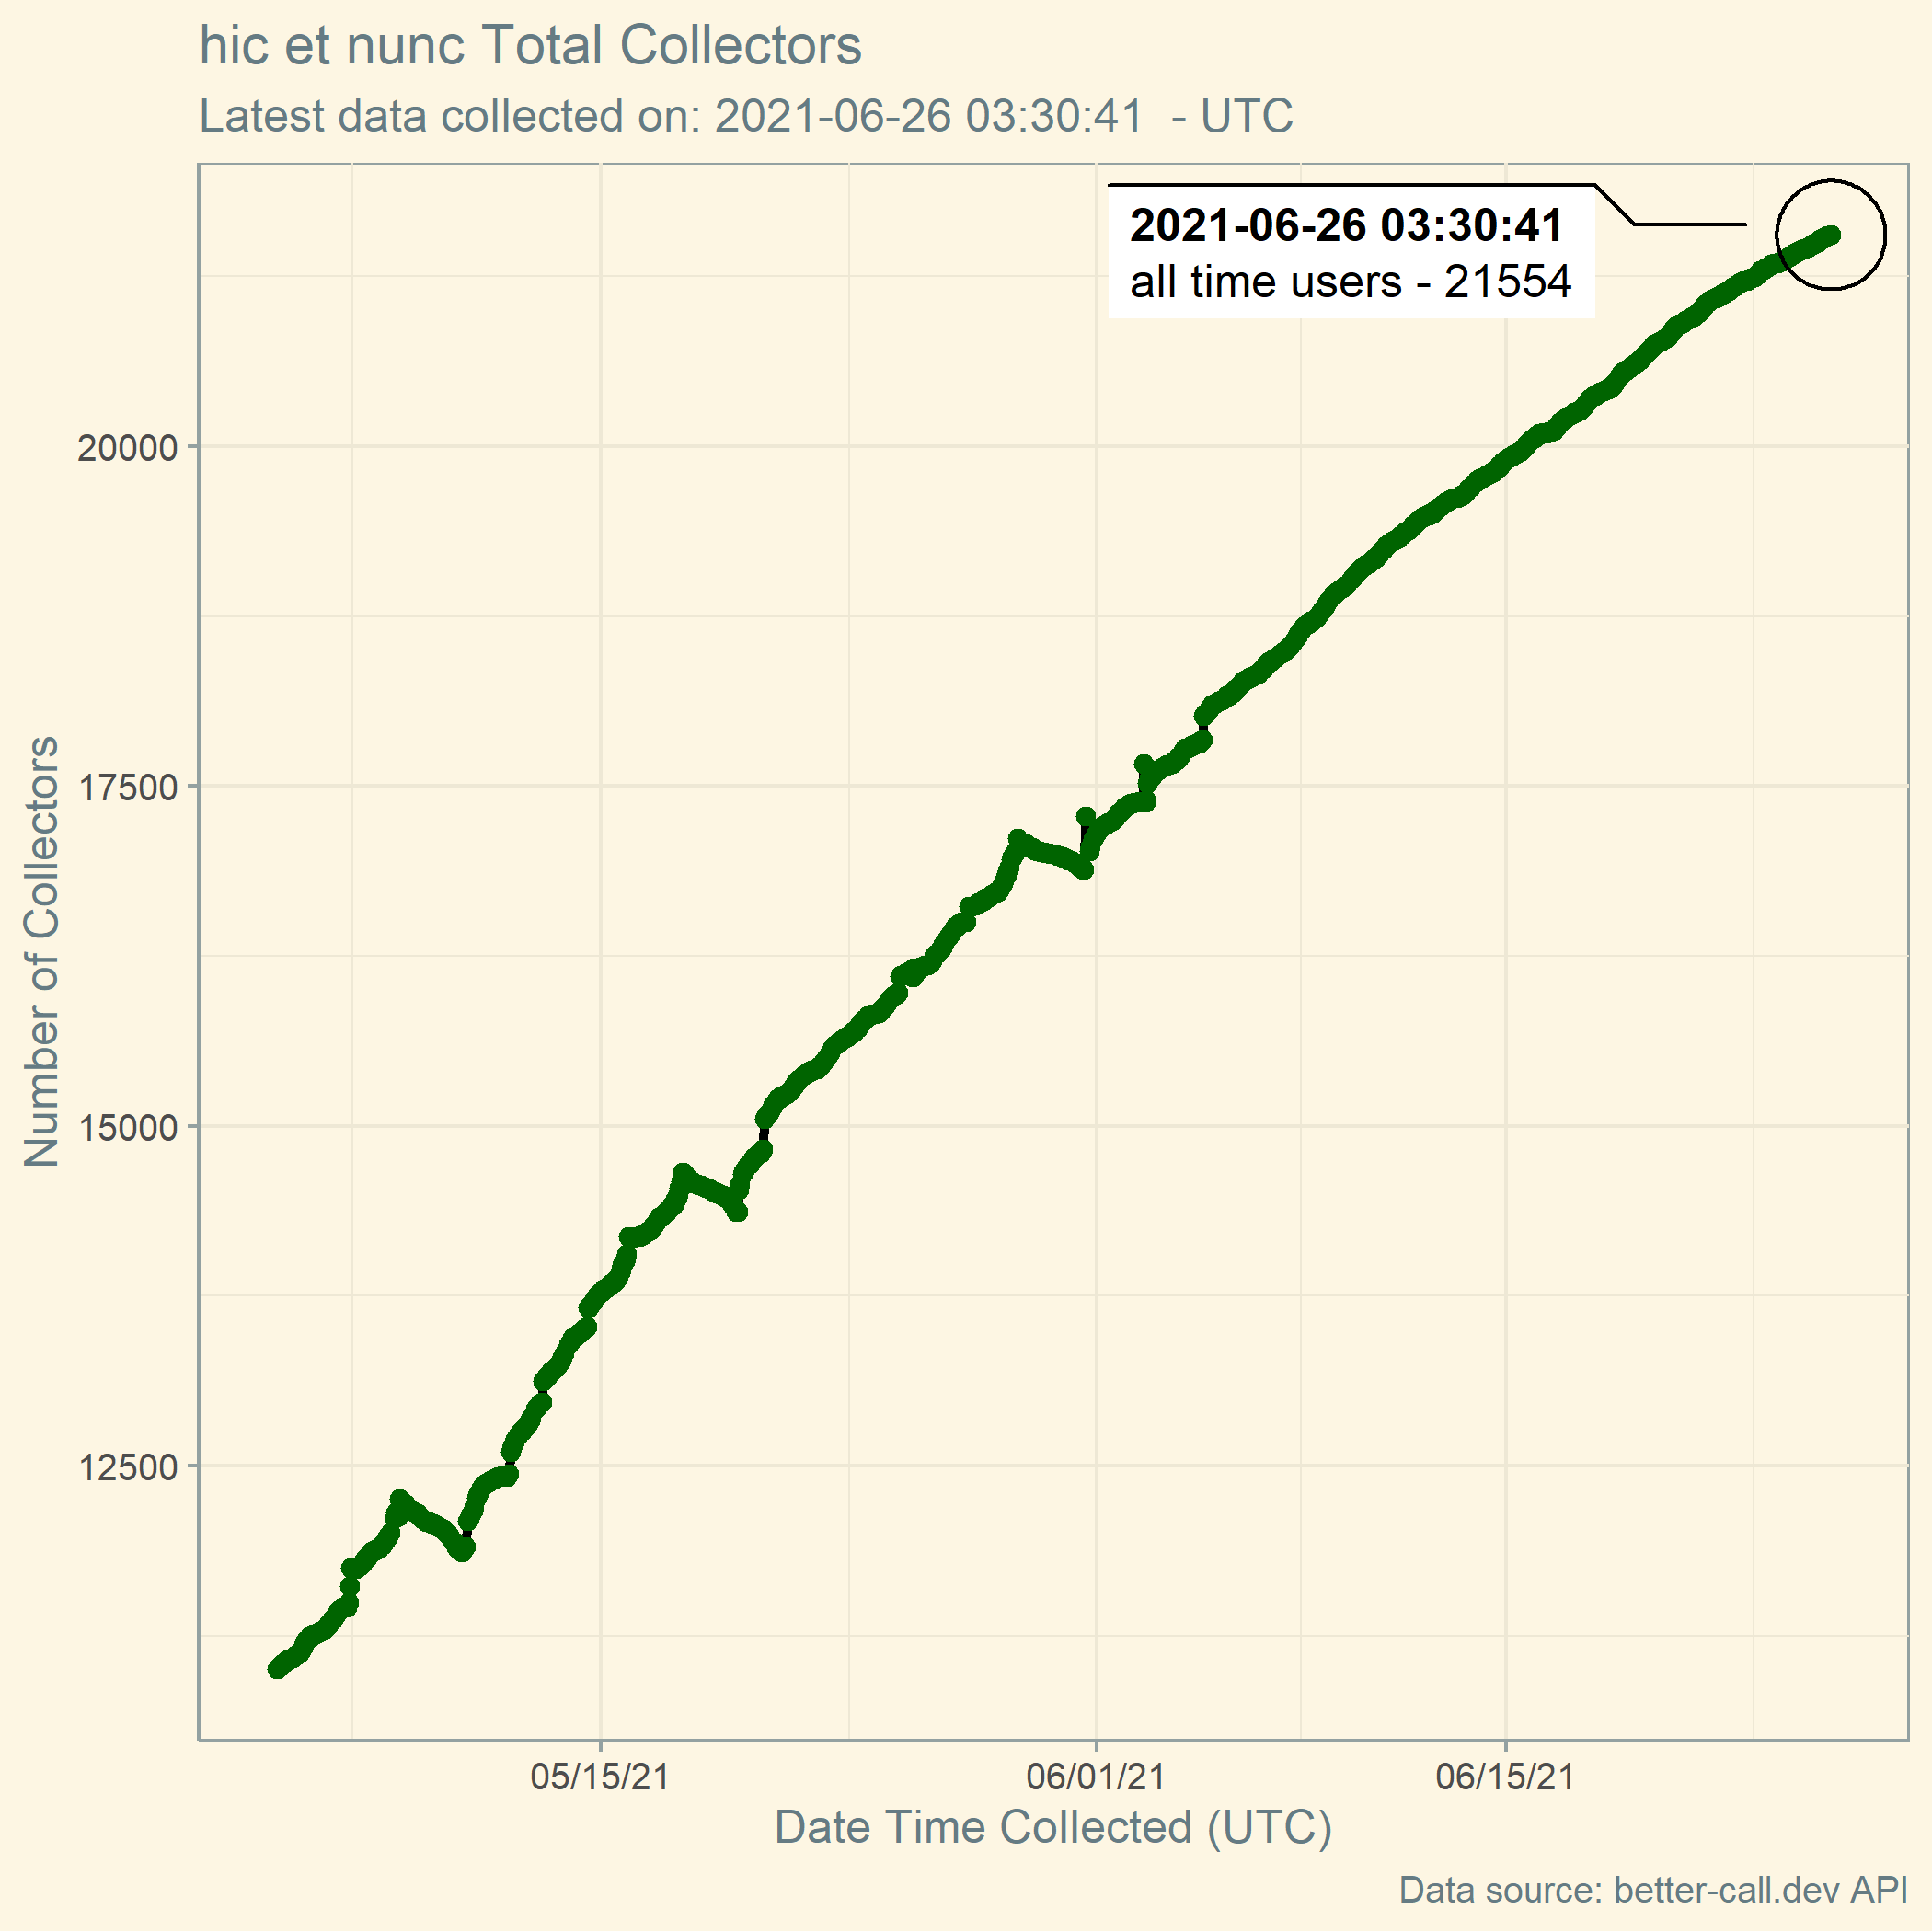 hic et nunc Total Collectors
Latest data collected on: 2021-06-26 03:30:41  - UTC
2021-06-26 03:30:41
all time users - 21554
Number of Collectors
20000
17500
15000
12500
05/15/21
06/01/21
06/15/21
Date Time Collected (UTC)
Data source: better-call.dev API